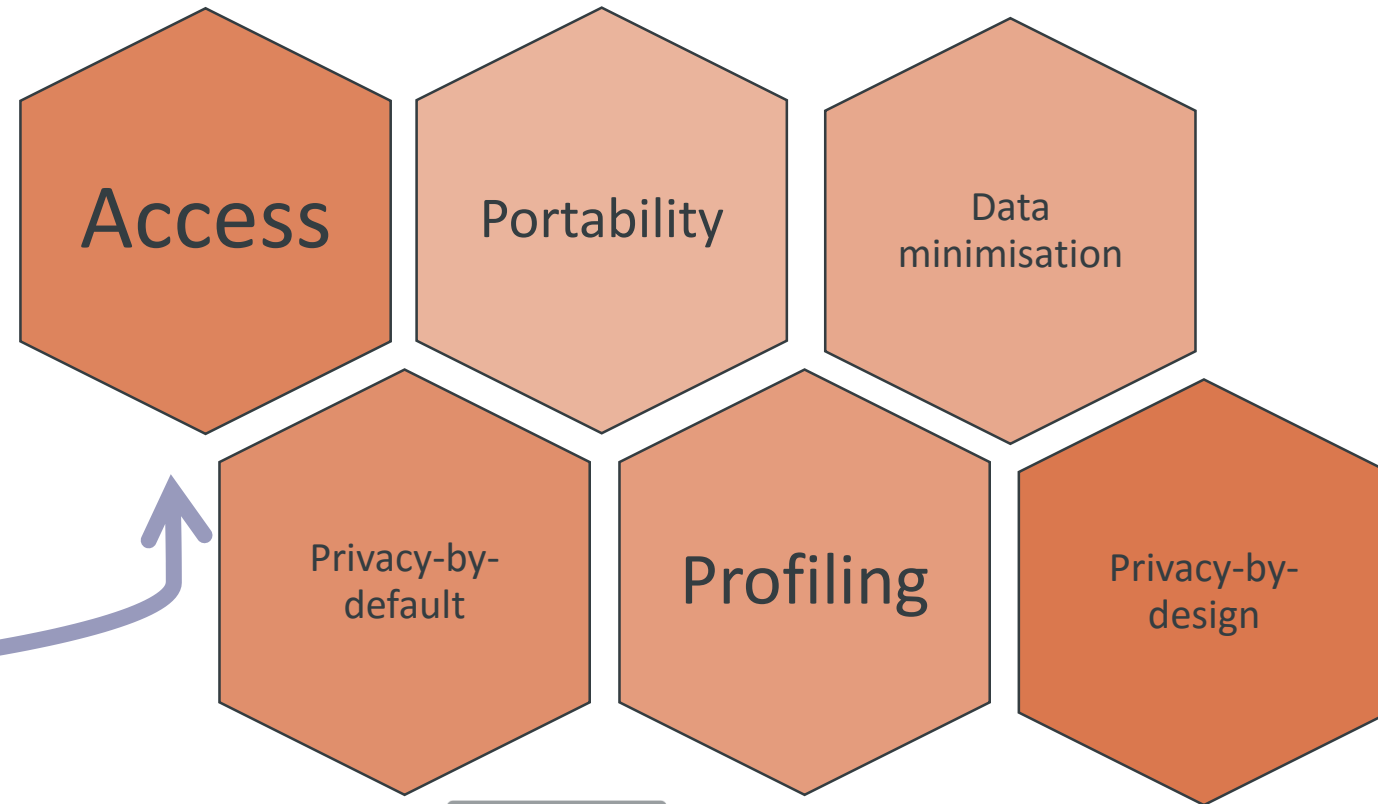 Access
Portability
Data
minimisation
Privacy-by-
default
Profiling
Privacy-by-
design